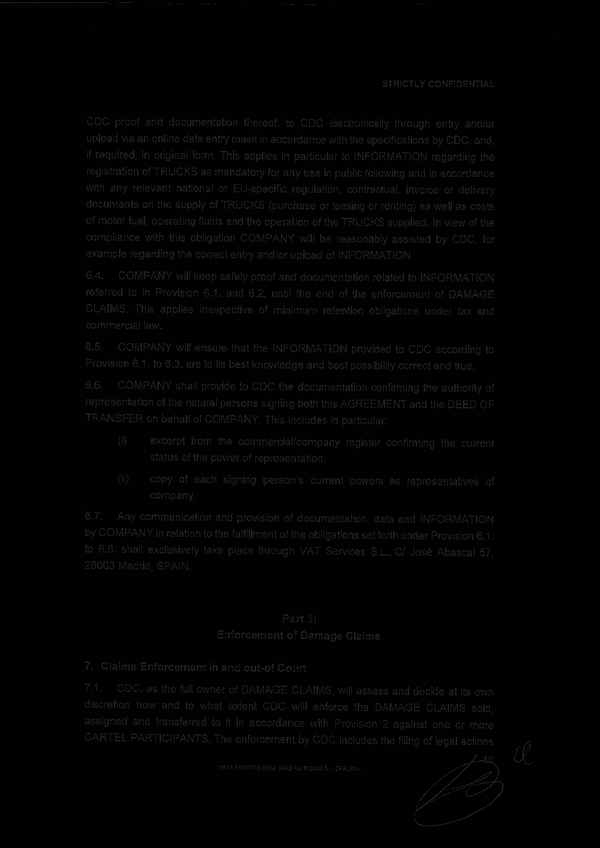 STRICTLY CONFIDENTIAL
CDC proof and documentation thereof, to CDC electronically through entry and/or
upload via an online data entry mask in accordance with the specifications by CDC, and,
if required, in original form. This applies in particular to INFORMATION regarding the
registration of TRUCKS as mandatory for any use in public following and in accordance
with any relevant national or EU-specific regulation, contractual, invoice or delivery
documents on the supply of TRUCKS (purchase or leasing or renting) as well as costs
of motor fuel, operating fluids and the operation of the TRUCKS supplied. In view of the
compliance with this obligation COMPANY will be reasonably assisted by CDC, for
example regarding the correct entry and/or upload of INFORMATION.
6.4. COMPANY will keep safely proof and documentation related to INFORMATION
referred to in Provision 6.1. and 6.2. until the end of the enforcement of DAMAGE
CLAIMS. This applies irrespective of minimum retention obligations under tax and
commercial law.
6.5. COMPANY will ensure that the INFORMATION provided to CDC according to
Provision 6.1. to 6.3. are to its best knowledge and best possibility correct and true.
6.6. COMPANY shall provide to CDC the documentation confirming the authority of
representation of the natural persons signing both this AGREEMENT and the DEED OF
TRANSFER on behalf of COMPANY. This includes in particular:
(i) excerpt from the commercial/company register confirming the current
status of the power of representation,
(ii) copy of each signing person's current powers as representatives of
company.
6.7. Any communication and provision of documentation, data and INFORMATION
by COMPANY in relation to the fulfillment of the obligations set forth under Provision 6.1.
to 6.6. shall exclusively take place through VAT Services S.L., C/ José Abascal 57,
28003 Madrid, SPAIN.
Part III
Enforcement of Damage Claims
7. Claims Enforcement in and out-of Court
7.1. CDC, as the full owner of DAMAGE CLAIMS, will assess and decide at its own
discretion how and to what extent CDC will enforce the DAMAGE CLAIMS sold,
assigned and transferred to it in accordance with Provision 2 against one or more
CARTEL PARTICIPANTS. The enforcement by CDC includes the filing of legal actions